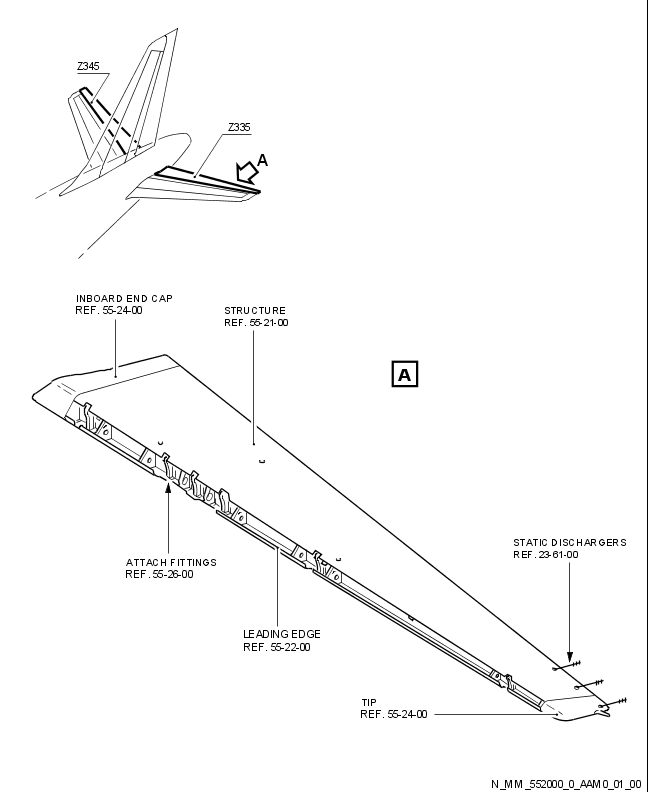 Z345
Z335
A
INBOARD END CAP
REF. 55-24-00
STRUCTURE
REF. 55-21-00
A
STATIC DISCHARGERS
REF. 23-61-00
ATTACH FITTINGS
REF. 55-26-00
LEADING EDGE
REF. 55-22-00
TIP
REF. 55-24-00
N_MM_552000_0_AAM0_01_00